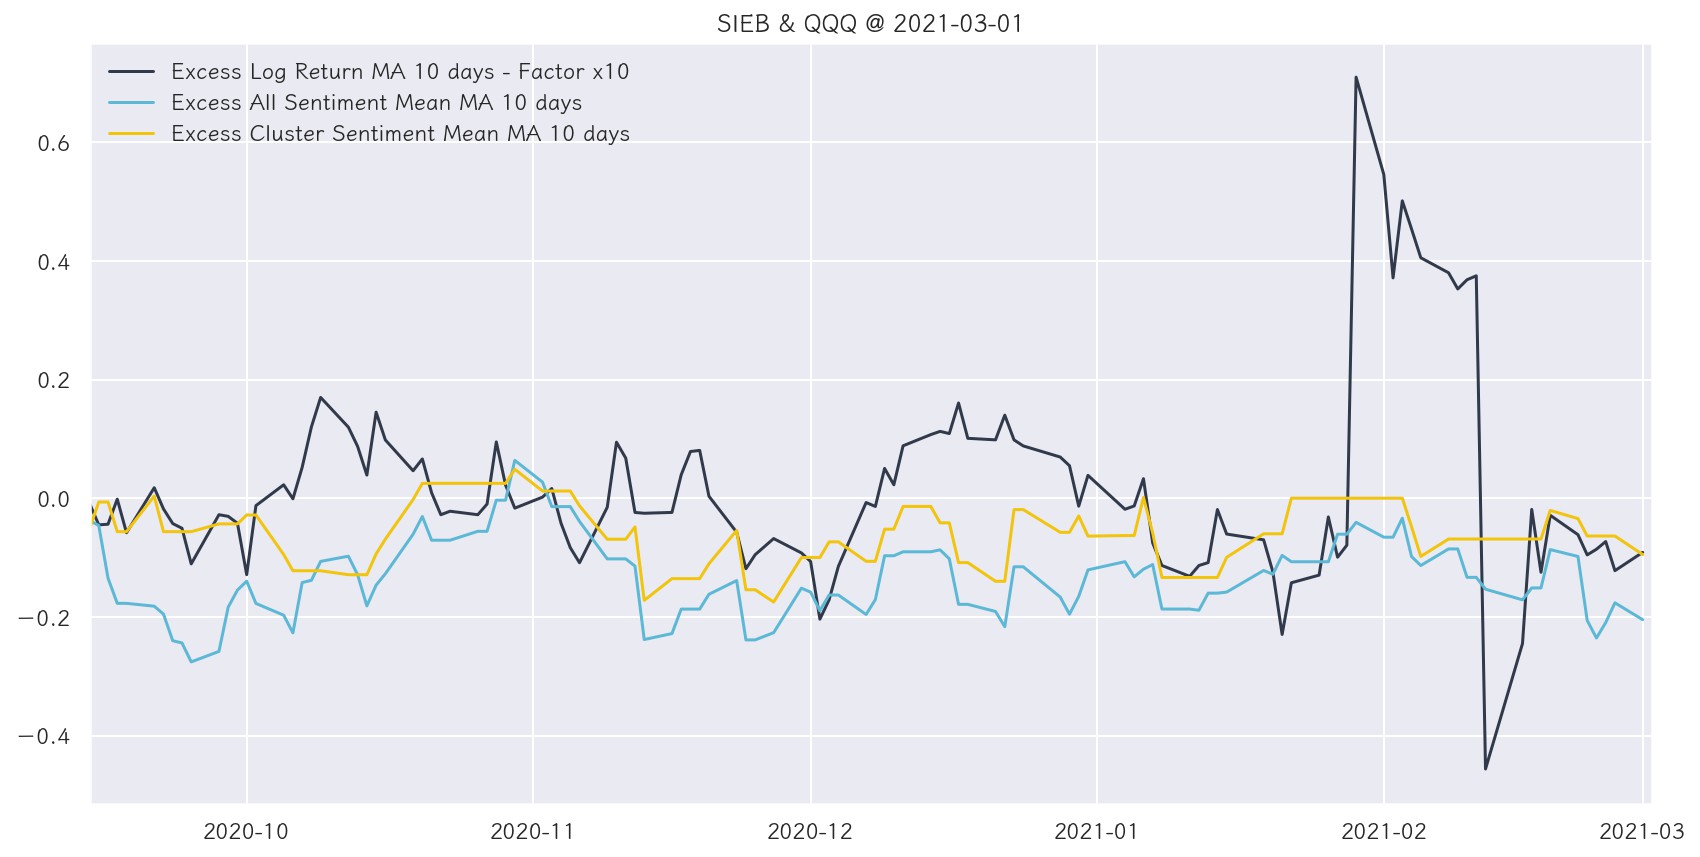 SIEB & QQQ @ 2021-03-01
Excess Log Return MA 10 days - Factor x10
Excess All Sentiment Mean MA 10 days
Excess Cluster Sentiment Mean MA 10 days
0.6
0.4
0.2
0.0
−0.2
−0.4
2020-10 2020-11 2020-12 2021-01 2021-02 2021-03